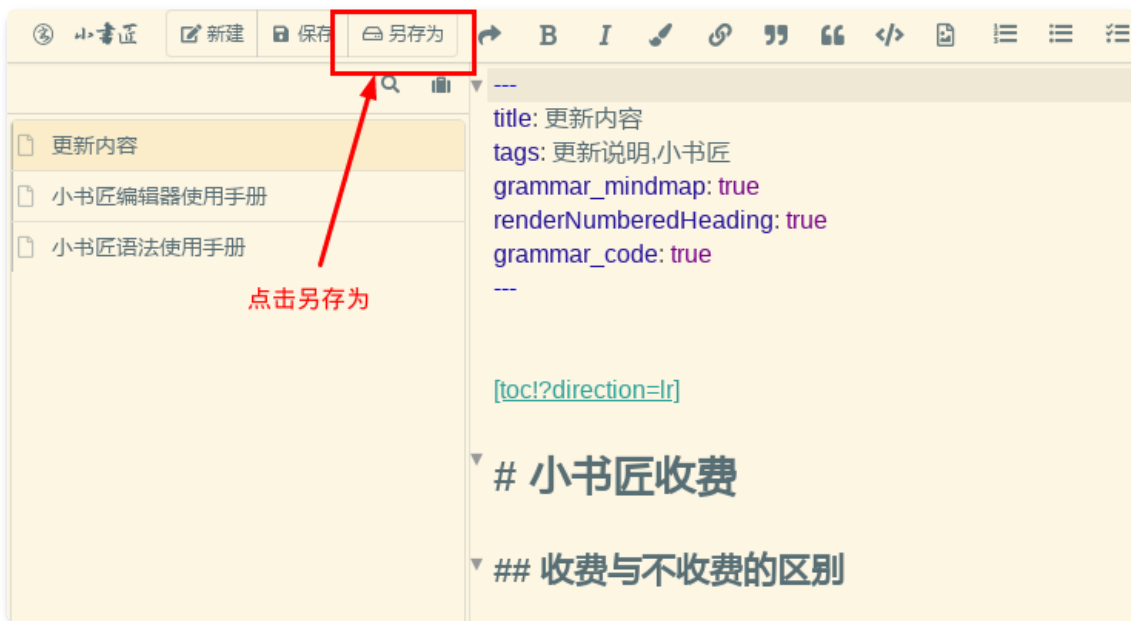 小书匠 新建 保存 另存为
---
title: 更新内容
tags: 更新说明,小书匠
grammar_mindmap: true
renderNumberedHeading: true
grammar_code: true
---
更新内容
小书匠编辑器使用手册
小书匠语法使用手册
点击另存为
[toc!?direction=lr]
# 小书匠收费
## 收费与不收费的区别